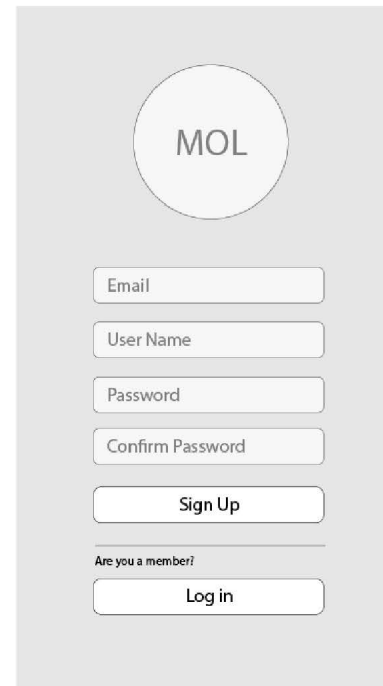 MOL
Email
User Name
Password
Confirm Password
Sign Up
Are you a member?
Log in